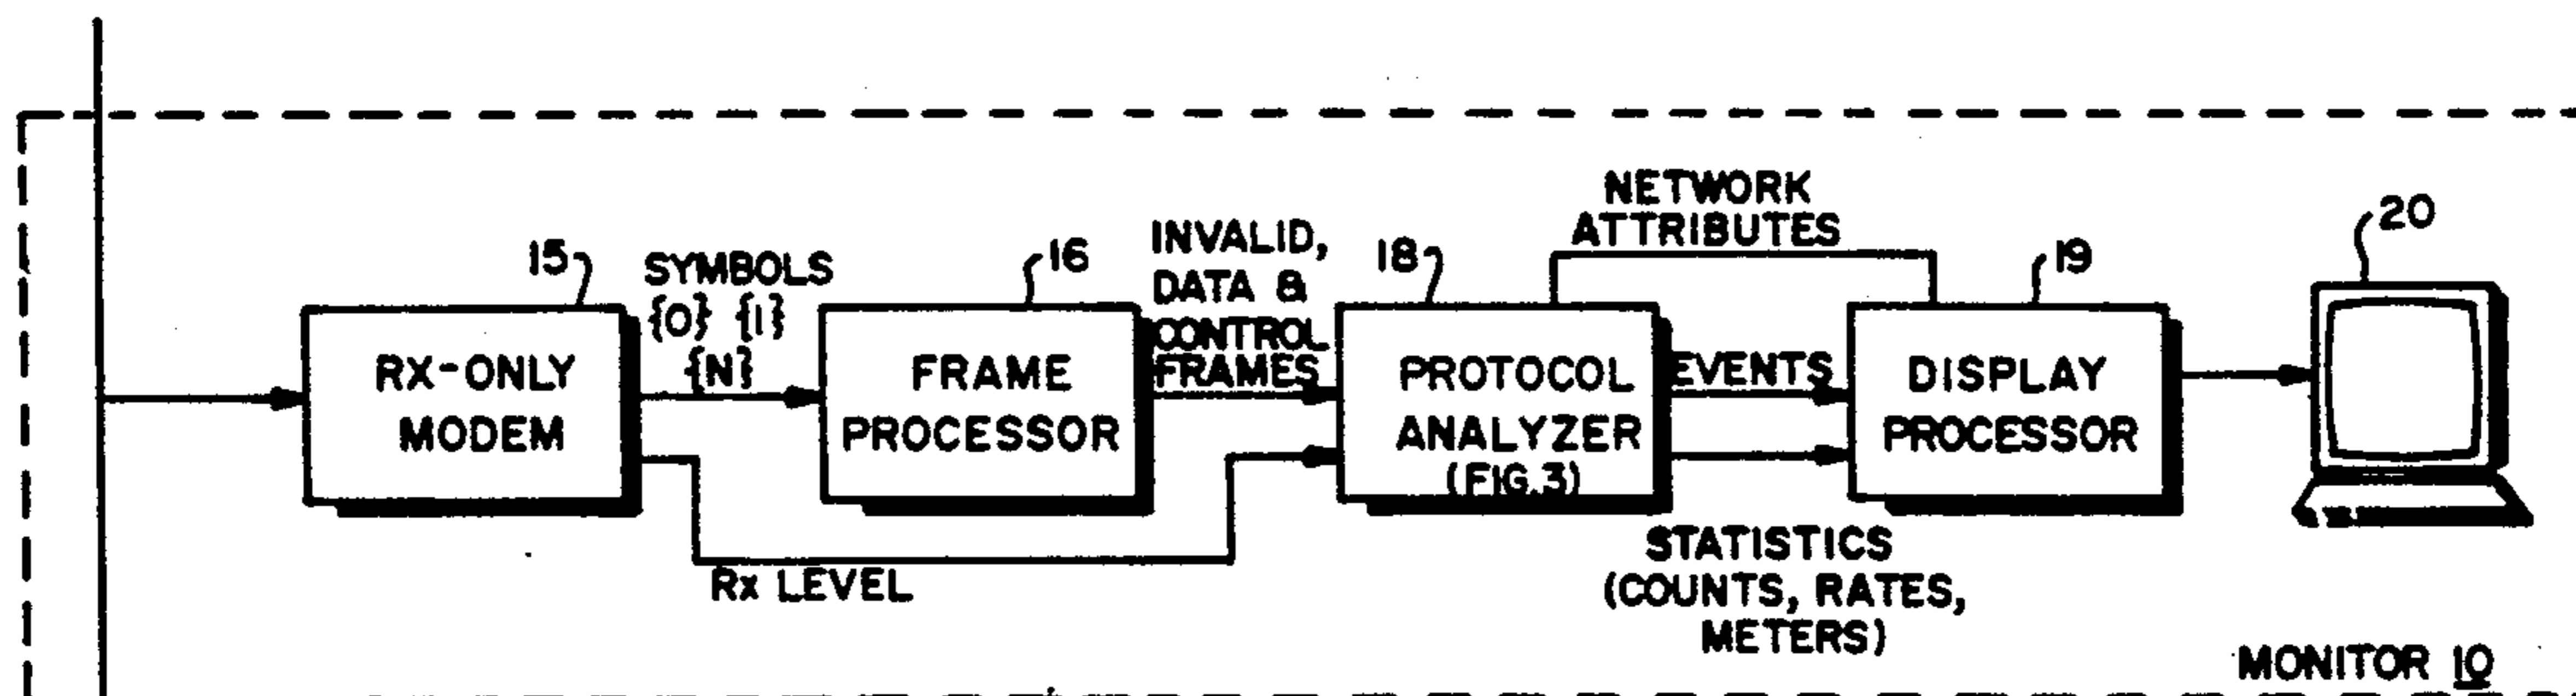 NETWORK
ATTRIBUTES
15
SYMBOLS
{0} {1}
{N}
16
INVALID,
DATA &
CONTROL
FRAMES
18
19
20
RX-ONLY
MODEM
FRAME
PROCESSOR
PROTOCOL
ANALYZER
(FIG.3)
EVENTS
DISPLAY
PROCESSOR
Rx LEVEL
STATISTICS
(COUNTS, RATES,
METERS)
MONITOR 10